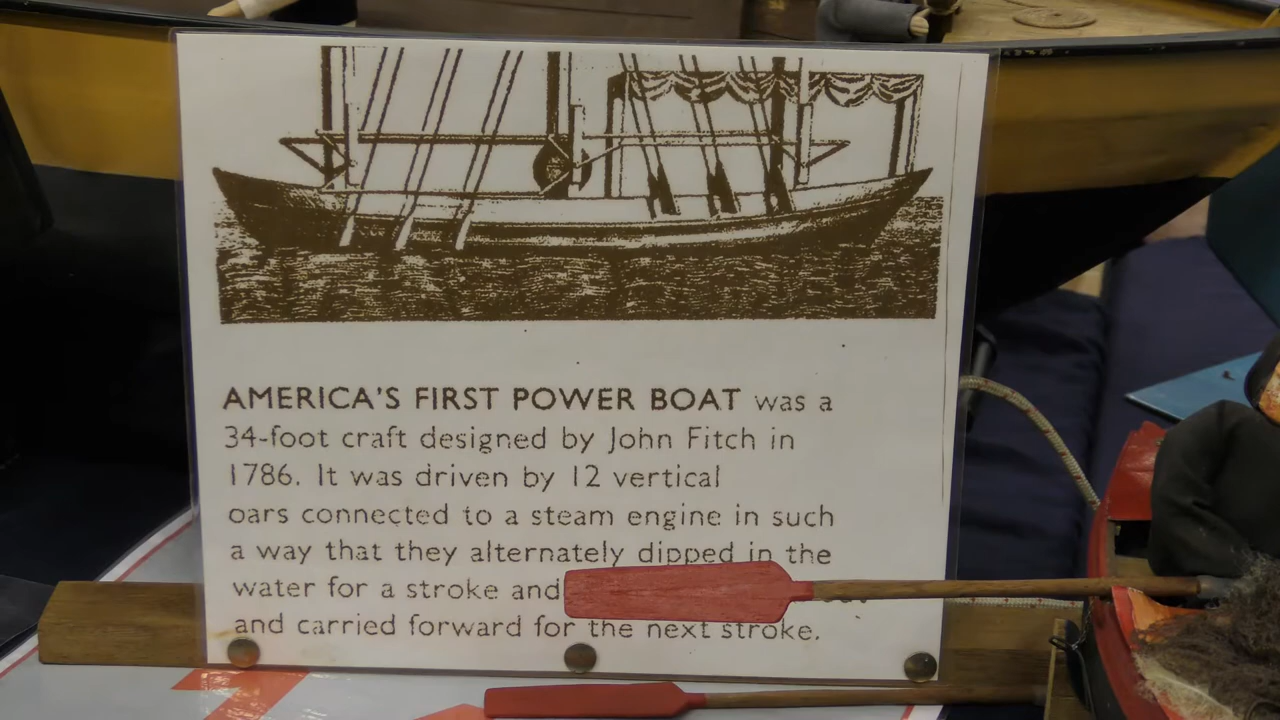 AMERICA'S FIRST POWER BOAT was a
34-foot craft designed by John Fitch in
1786. It was driven by 12 vertical
oars connected to a steam engine in such
a way that they alternately dipped in the
water for a stroke and
and carried forward for the next stroke.